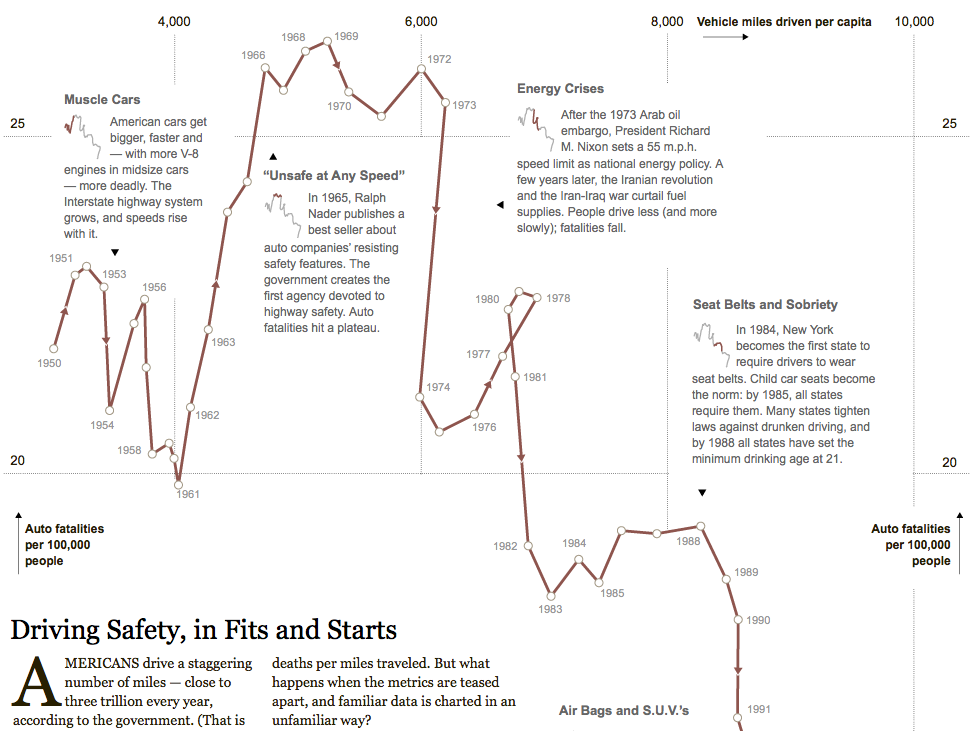 4,000
6,000
8,000
Vehicle miles driven per capita
10,000
1966
1968
1969
1970
1972
1973
25
25
Muscle Cars
American cars get
bigger, faster and
— with more V-8
engines in midsize cars
— more deadly. The
Interstate highway system
grows, and speeds rise
with it.
“Unsafe at Any Speed”
In 1965, Ralph
Nader publishes a
best seller about
auto companies’ resisting
safety features. The
government creates the
first agency devoted to
highway safety. Auto
fatalities hit a plateau.
Energy Crises
After the 1973 Arab oil
embargo, President Richard
M. Nixon sets a 55 m.p.h.
speed limit as national energy policy. A
few years later, the Iranian revolution
and the Iran-Iraq war curtail fuel
supplies. People drive less (and more
slowly); fatalities fall.
1951
1953
1956
1950
1954
1963
1962
1958
1961
1980
1978
1977
1981
1974
1976
Seat Belts and Sobriety
In 1984, New York
becomes the first state to
require drivers to wear
seat belts. Child car seats become
the norm: by 1985, all states
require them. Many states tighten
laws against drunken driving, and
by 1988 all states have set the
minimum drinking age at 21.
20
20
Auto fatalities
per 100,000
people
Auto fatalities
per 100,000
people
1982
1984
1983
1985
1988
1989
1990
1991
Driving Safety, in Fits and Starts
AMERICANS drive a staggering
number of miles — close to
three trillion every year,
according to the government. (That is
deaths per miles traveled. But what
happens when the metrics are teased
apart, and familiar data is charted in an
unfamiliar way?
Air Bags and S.U.V.’s